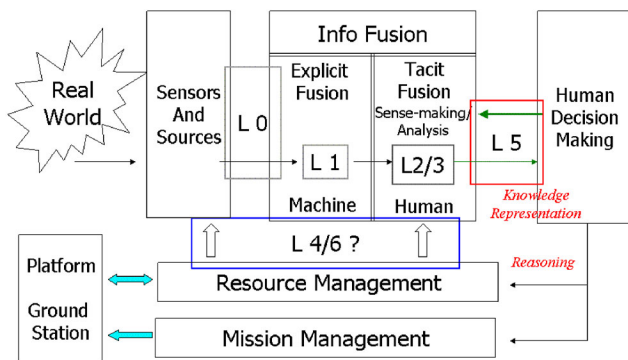 Info Fusion
Real
World
Sensors
And
Sources
L 0
Explicit
Fusion
L 1
Machine
Tacit
Fusion
Sense-making/
Analysis
L2/3
Human
L 5
Human
Decision
Making
Knowledge
Representation
L 4/6 ?
Reasoning
Platform
Ground
Station
Resource Management
Mission Management